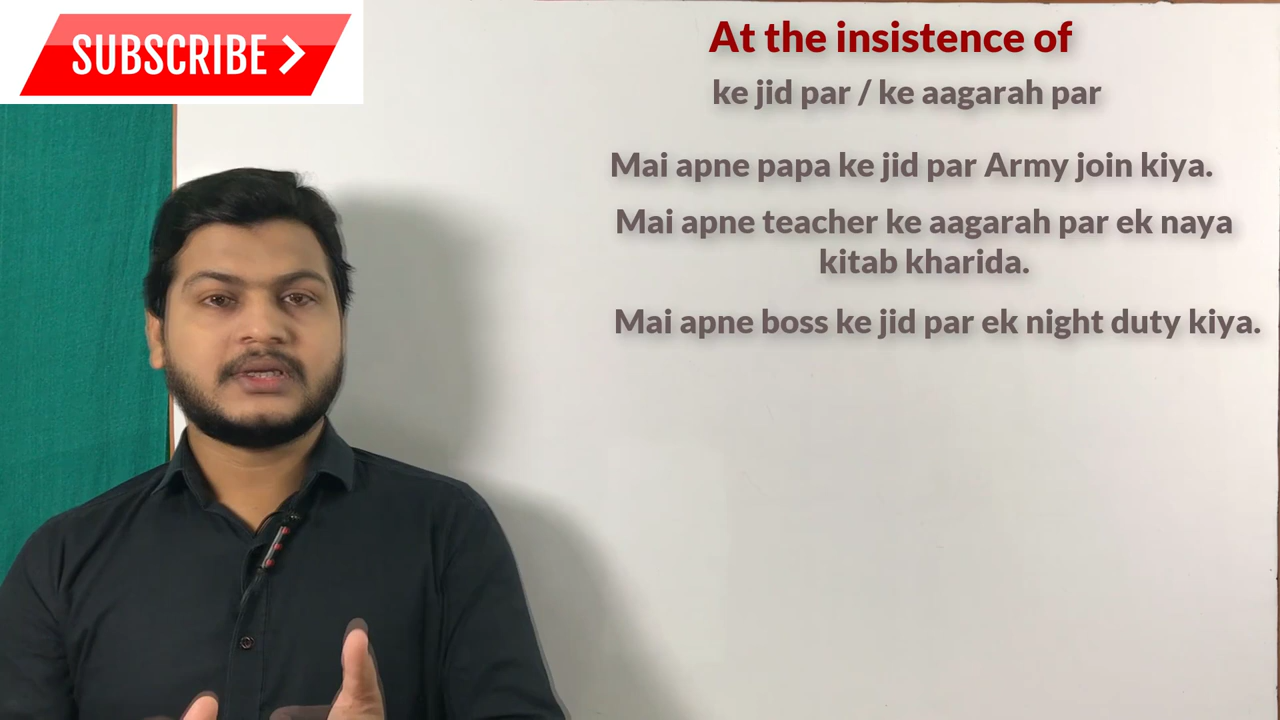 SUBSCRIBE
At the insistence of
ke jid par / ke aagarah par
Mai apne papa ke jid par Army join kiya.
Mai apne teacher ke aagarah par ek naya
kitab kharida.
Mai apne boss ke jid par ek night duty kiya.